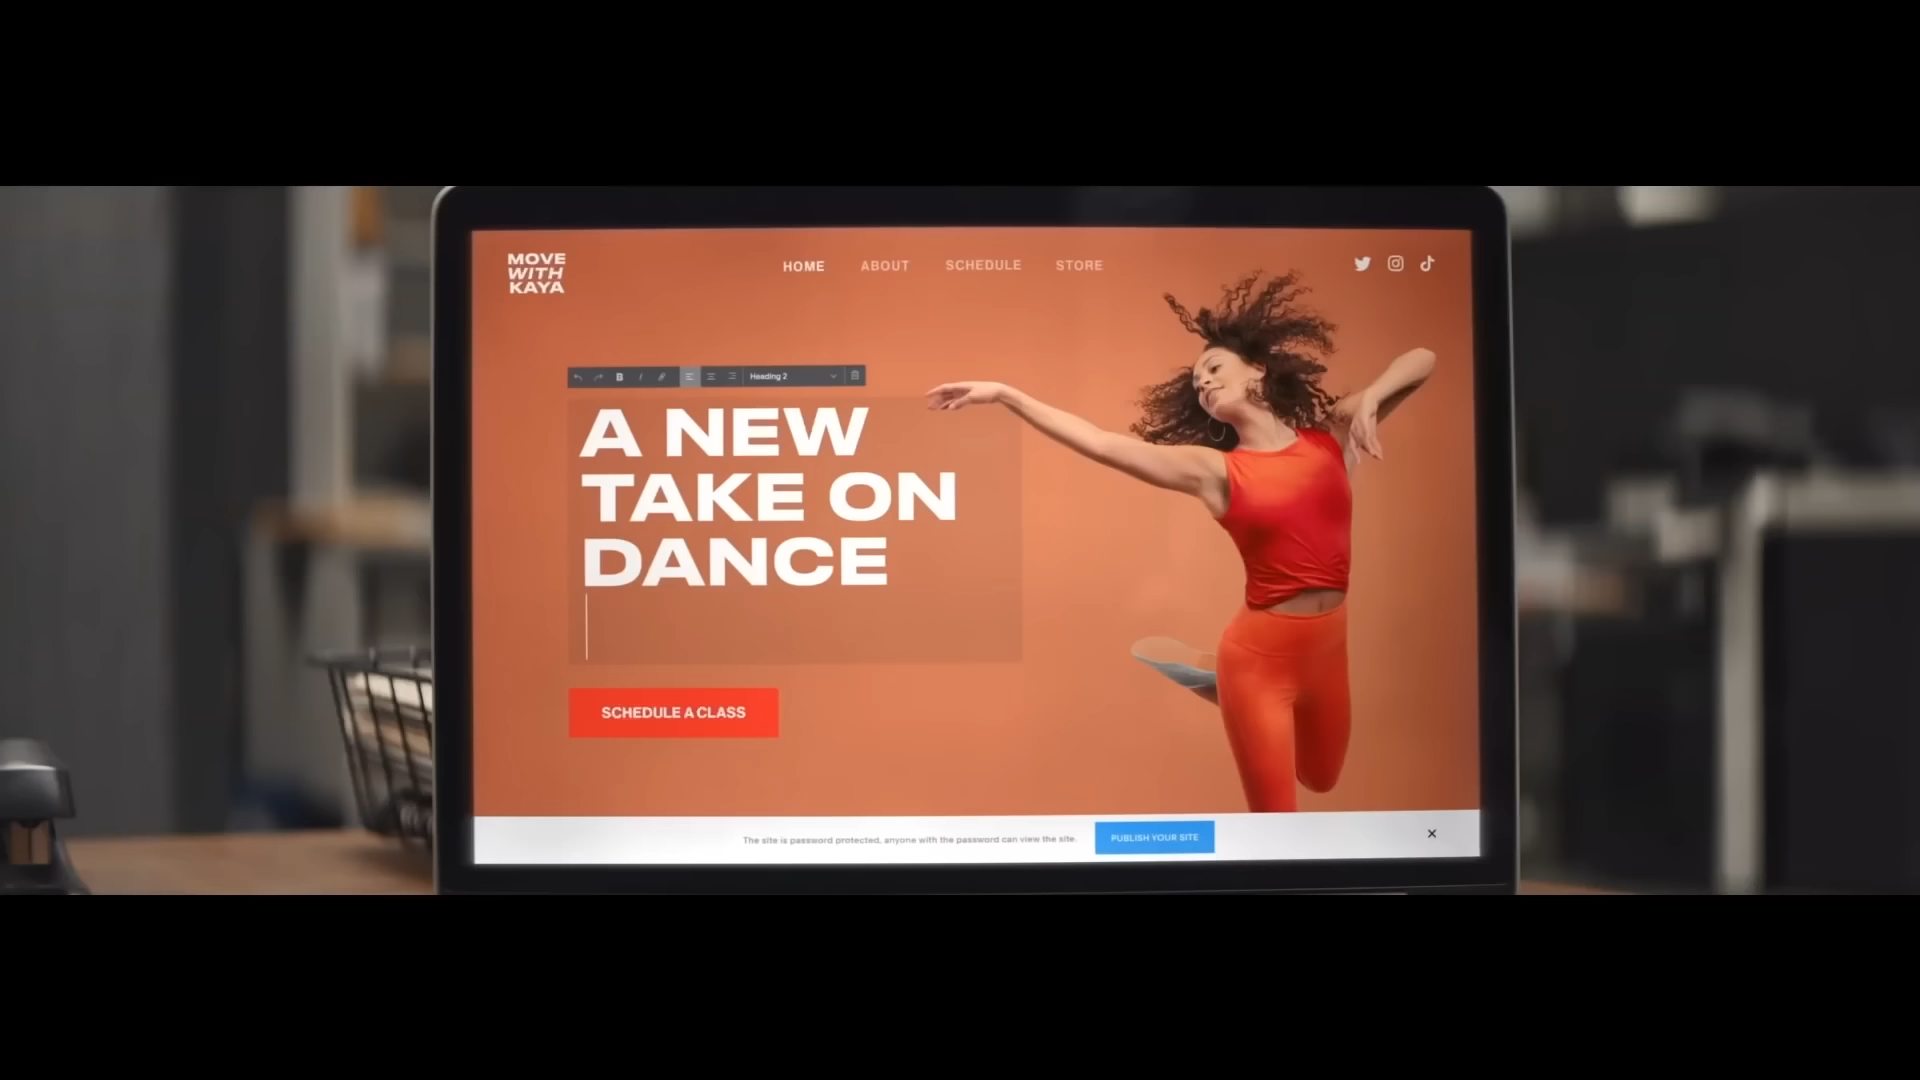 MOVE
WITH
KAYA
HOME ABOUT SCHEDULE STORE
B I Heading 2
A NEW
TAKE ON
DANCE
SCHEDULE A CLASS
The site is password protected, anyone with the password can view the site.
PUBLISH YOUR SITE